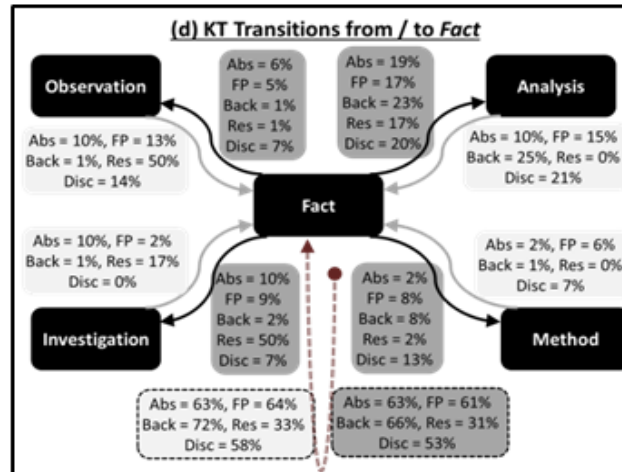 (d) KT Transitions from / to Fact
Observation
Abs = 6%
FP = 5%
Back = 1%
Res = 1%
Disc = 7%
Abs = 19%
FP = 17%
Back = 23%
Res = 17%
Disc = 20%
Analysis
Abs = 10%, FP = 13%
Back = 1%, Res = 50%
Disc = 14%
Abs = 10%, FP = 15%
Back = 25%, Res = 0%
Disc = 21%
Fact
Abs = 10%, FP = 2%
Back = 1%, Res = 17%
Disc = 0%
Abs = 2%, FP = 6%
Back = 1%, Res = 0%
Disc = 7%
Investigation
Abs = 10%
FP = 9%
Back = 2%
Res = 50%
Disc = 7%
Abs = 2%
FP = 8%
Back = 8%
Res = 2%
Disc = 13%
Method
Abs = 63%, FP = 64%
Back = 72%, Res = 33%
Disc = 58%
Abs = 63%, FP = 61%
Back = 66%, Res = 31%
Disc = 53%